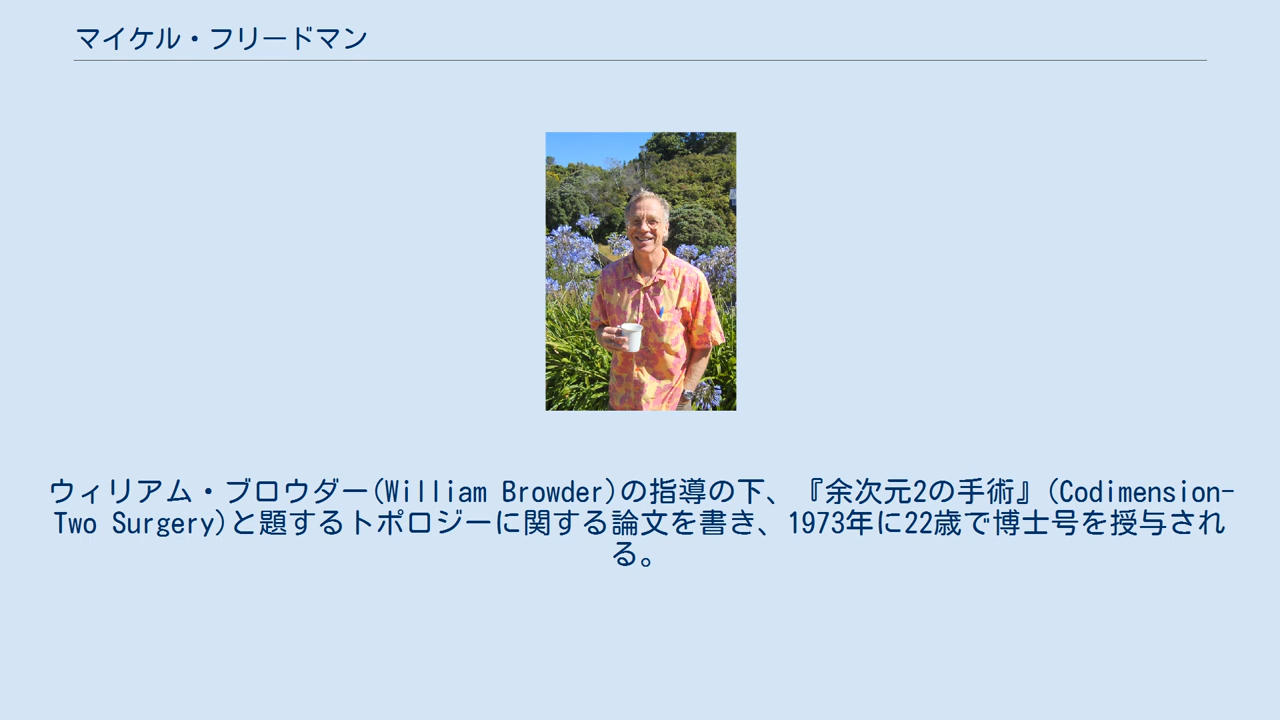 マイケル・フリードマン
ウィリアム・ブロウダー(William Browder)の指導の下、『余次元2の手術』(Codimension-
Two Surgery)と題するトポロジーに関する論文を書き、1973年に22歳で博士号を授与され
る。